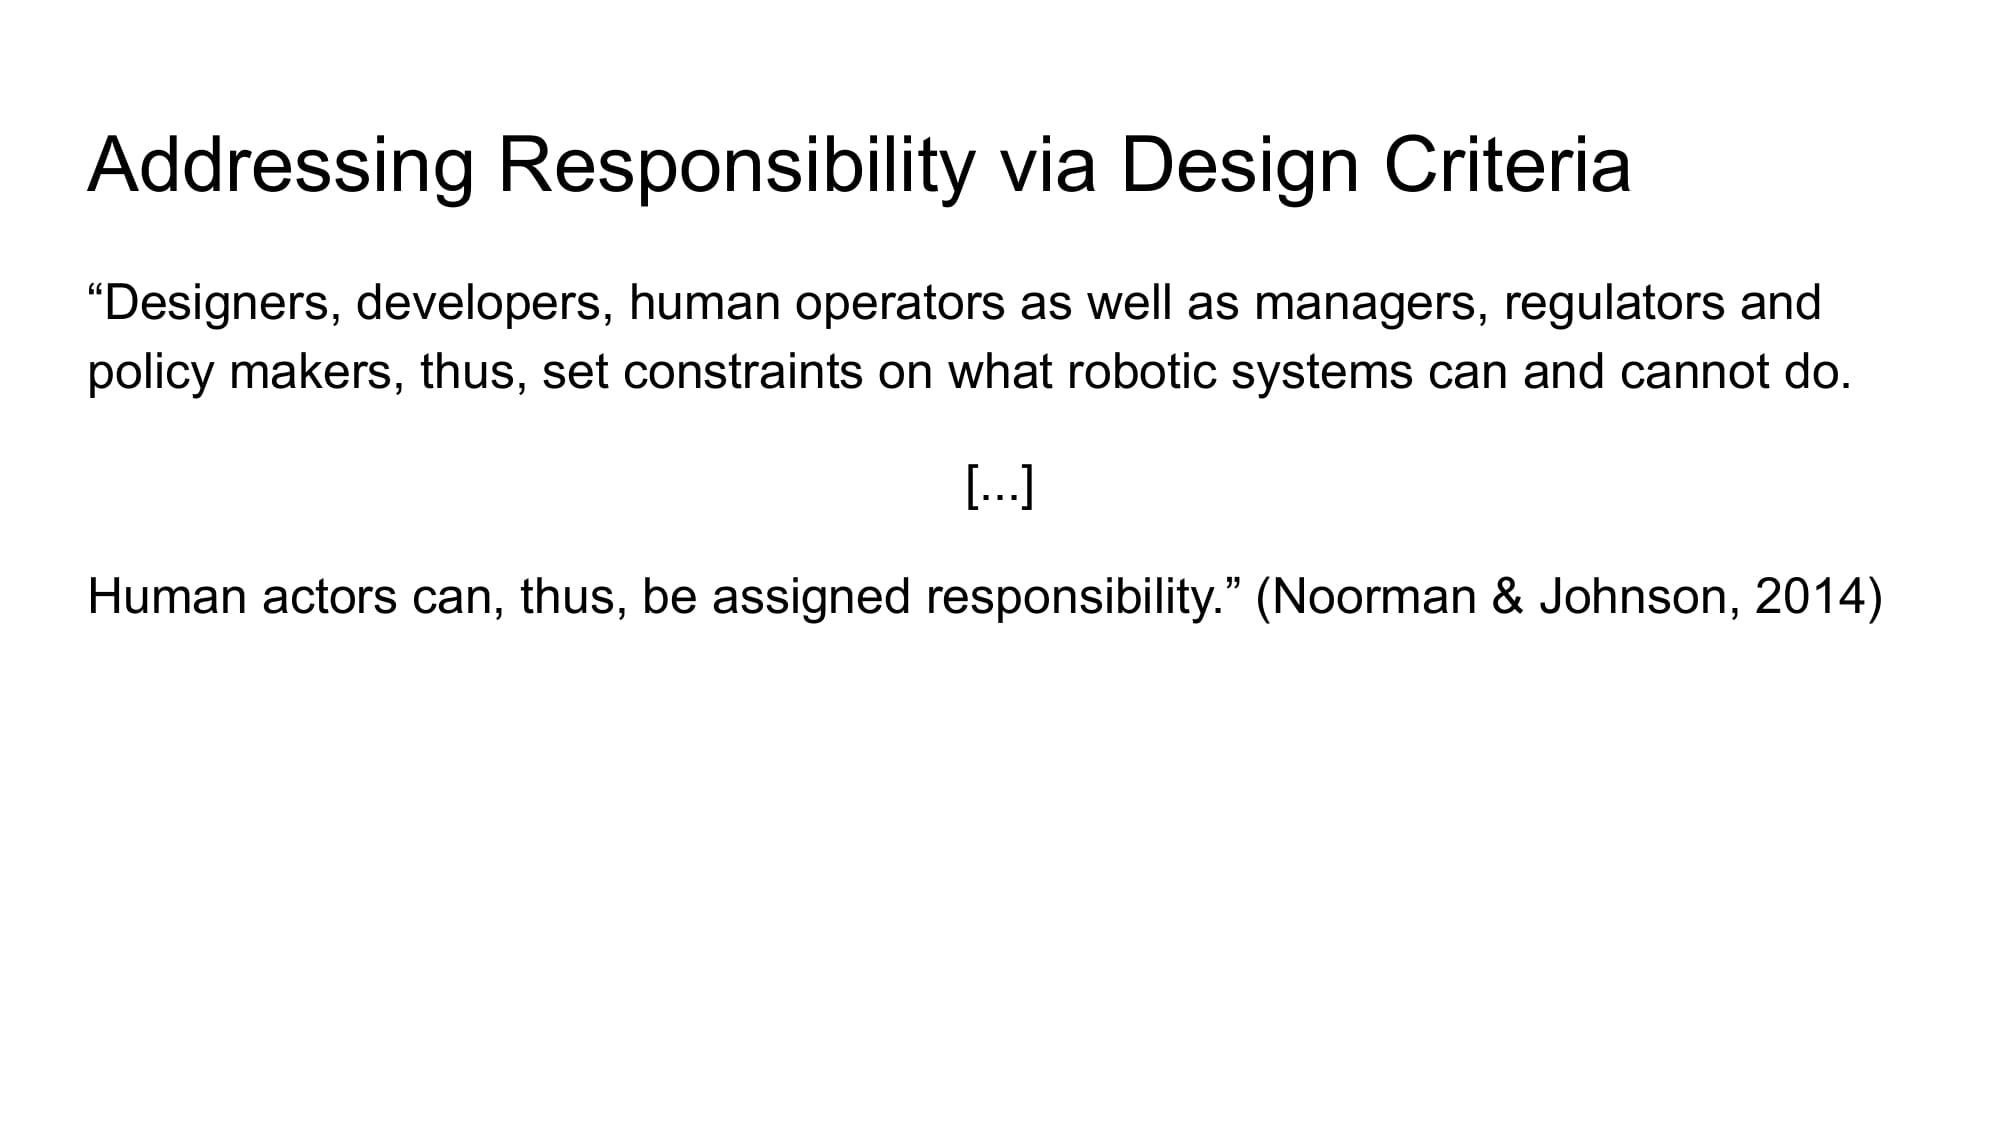 Addressing Responsibility via Design Criteria
“Designers, developers, human operators as well as managers, regulators and
policy makers, thus, set constraints on what robotic systems can and cannot do.
[...]
Human actors can, thus, be assigned responsibility.” (Noorman & Johnson, 2014)